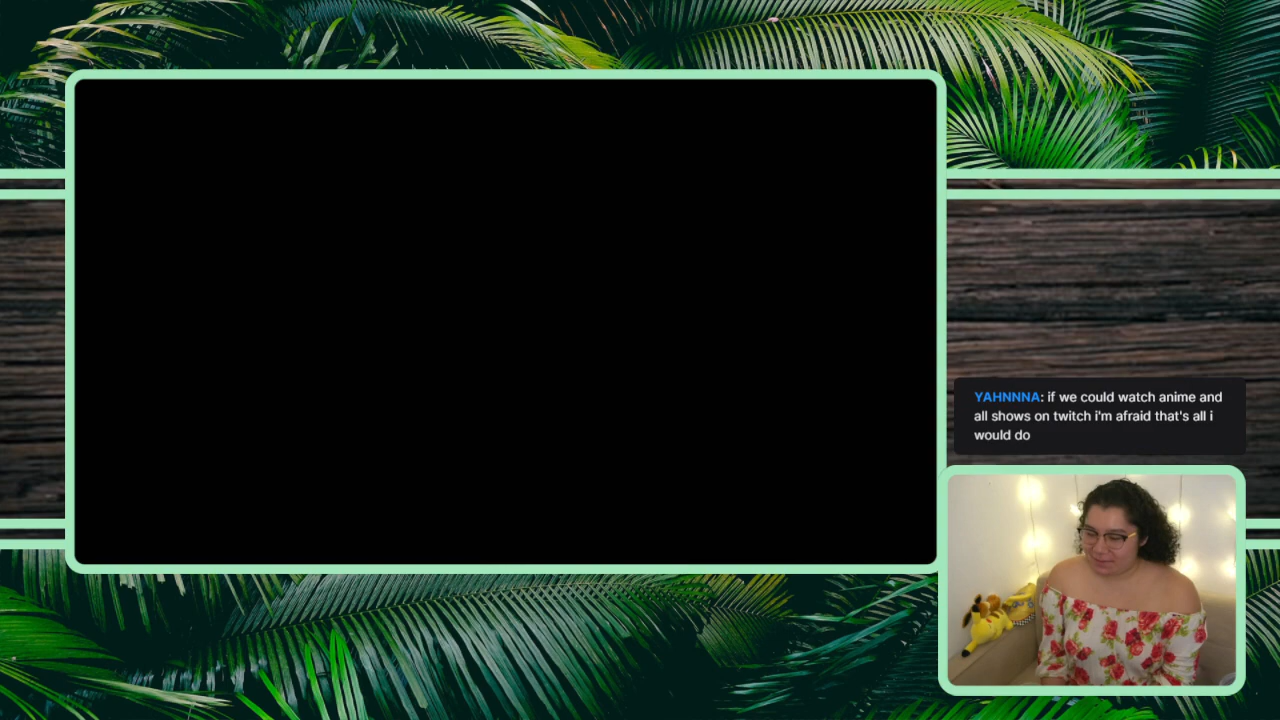 YAHNNNA: if we could watch anime and
all shows on twitch i'm afraid that's all i
would do